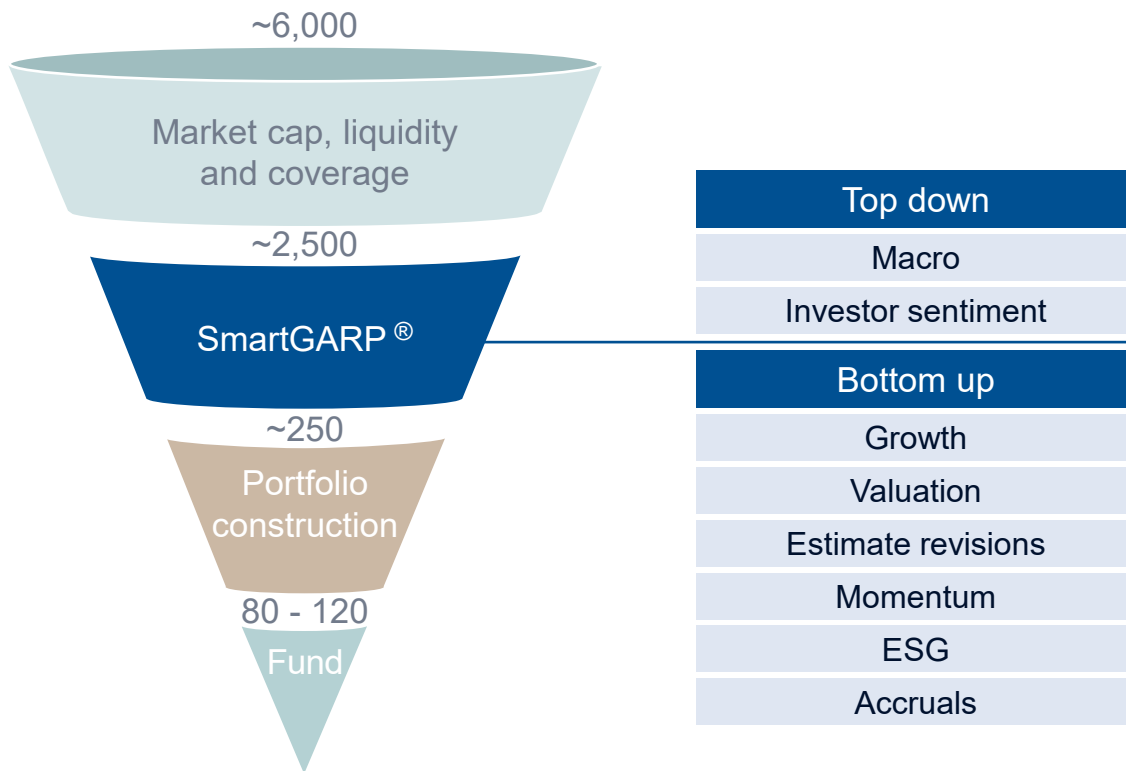 ~6,000
Market cap, liquidity
and coverage
~2,500
SmartGARP ®
~250
Portfolio
construction
80 - 120
Fund
Top down
Macro
Investor sentiment
Bottom up
Growth
Valuation
Estimate revisions
Momentum
ESG
Accruals